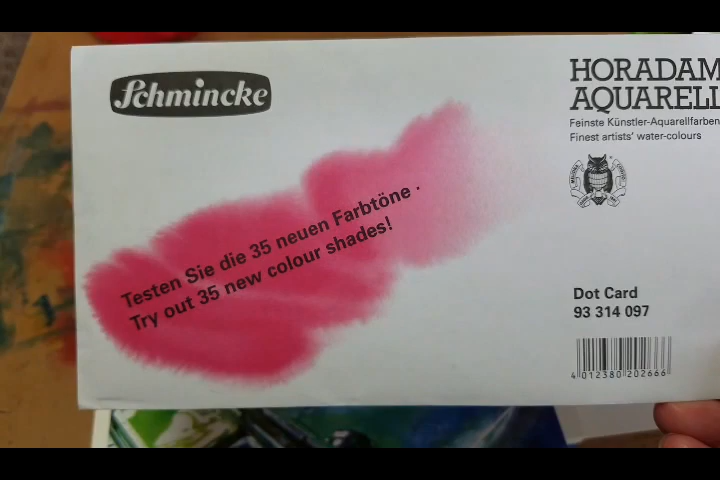 Schmincke
HORADAM
AQUARELL
Feinste Künstler-Aquarellfarben
Finest artists' water-colours
Testen Sie die 35 neuen Farbtöne ·
Try out 35 new colour shades!
Dot Card
93 314 097
4 012380 202666